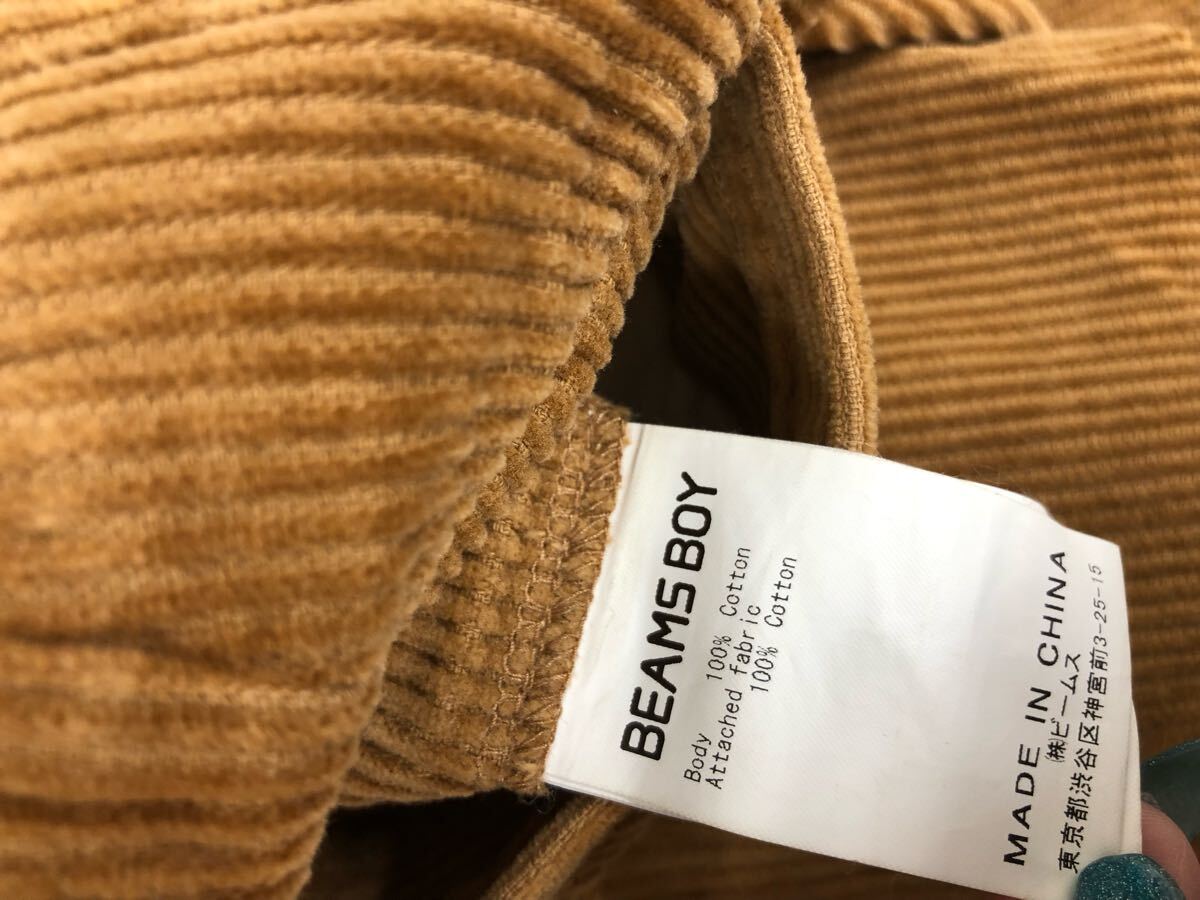 BEAMS BOY
Body 100% Cotton
Attached fabric
100% Cotton
MADE IN CHINA
㈱ビームス
東京都渋谷区神宮前3-25-15